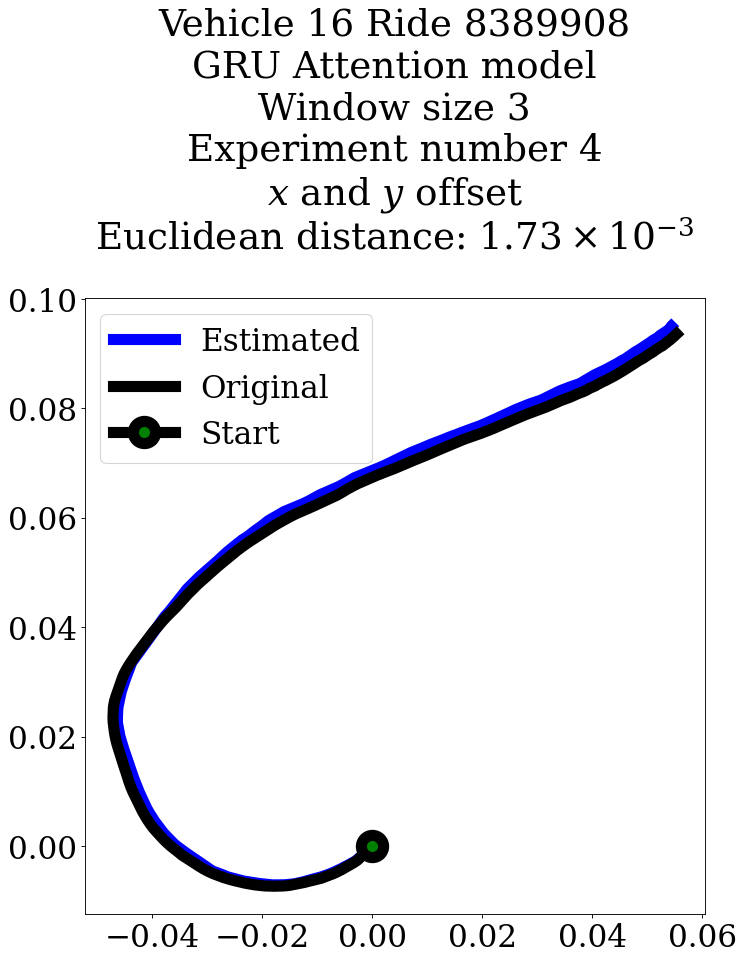 Vehicle 16 Ride 8389908
GRU Attention model
Window size 3
Experiment number 4
x and y offset
Euclidean distance: 1.73 × 10⁻³
0.10
Estimated
Original
Start
0.08
0.06
0.04
0.02
0.00
−0.04 −0.02 0.00 0.02 0.04 0.06